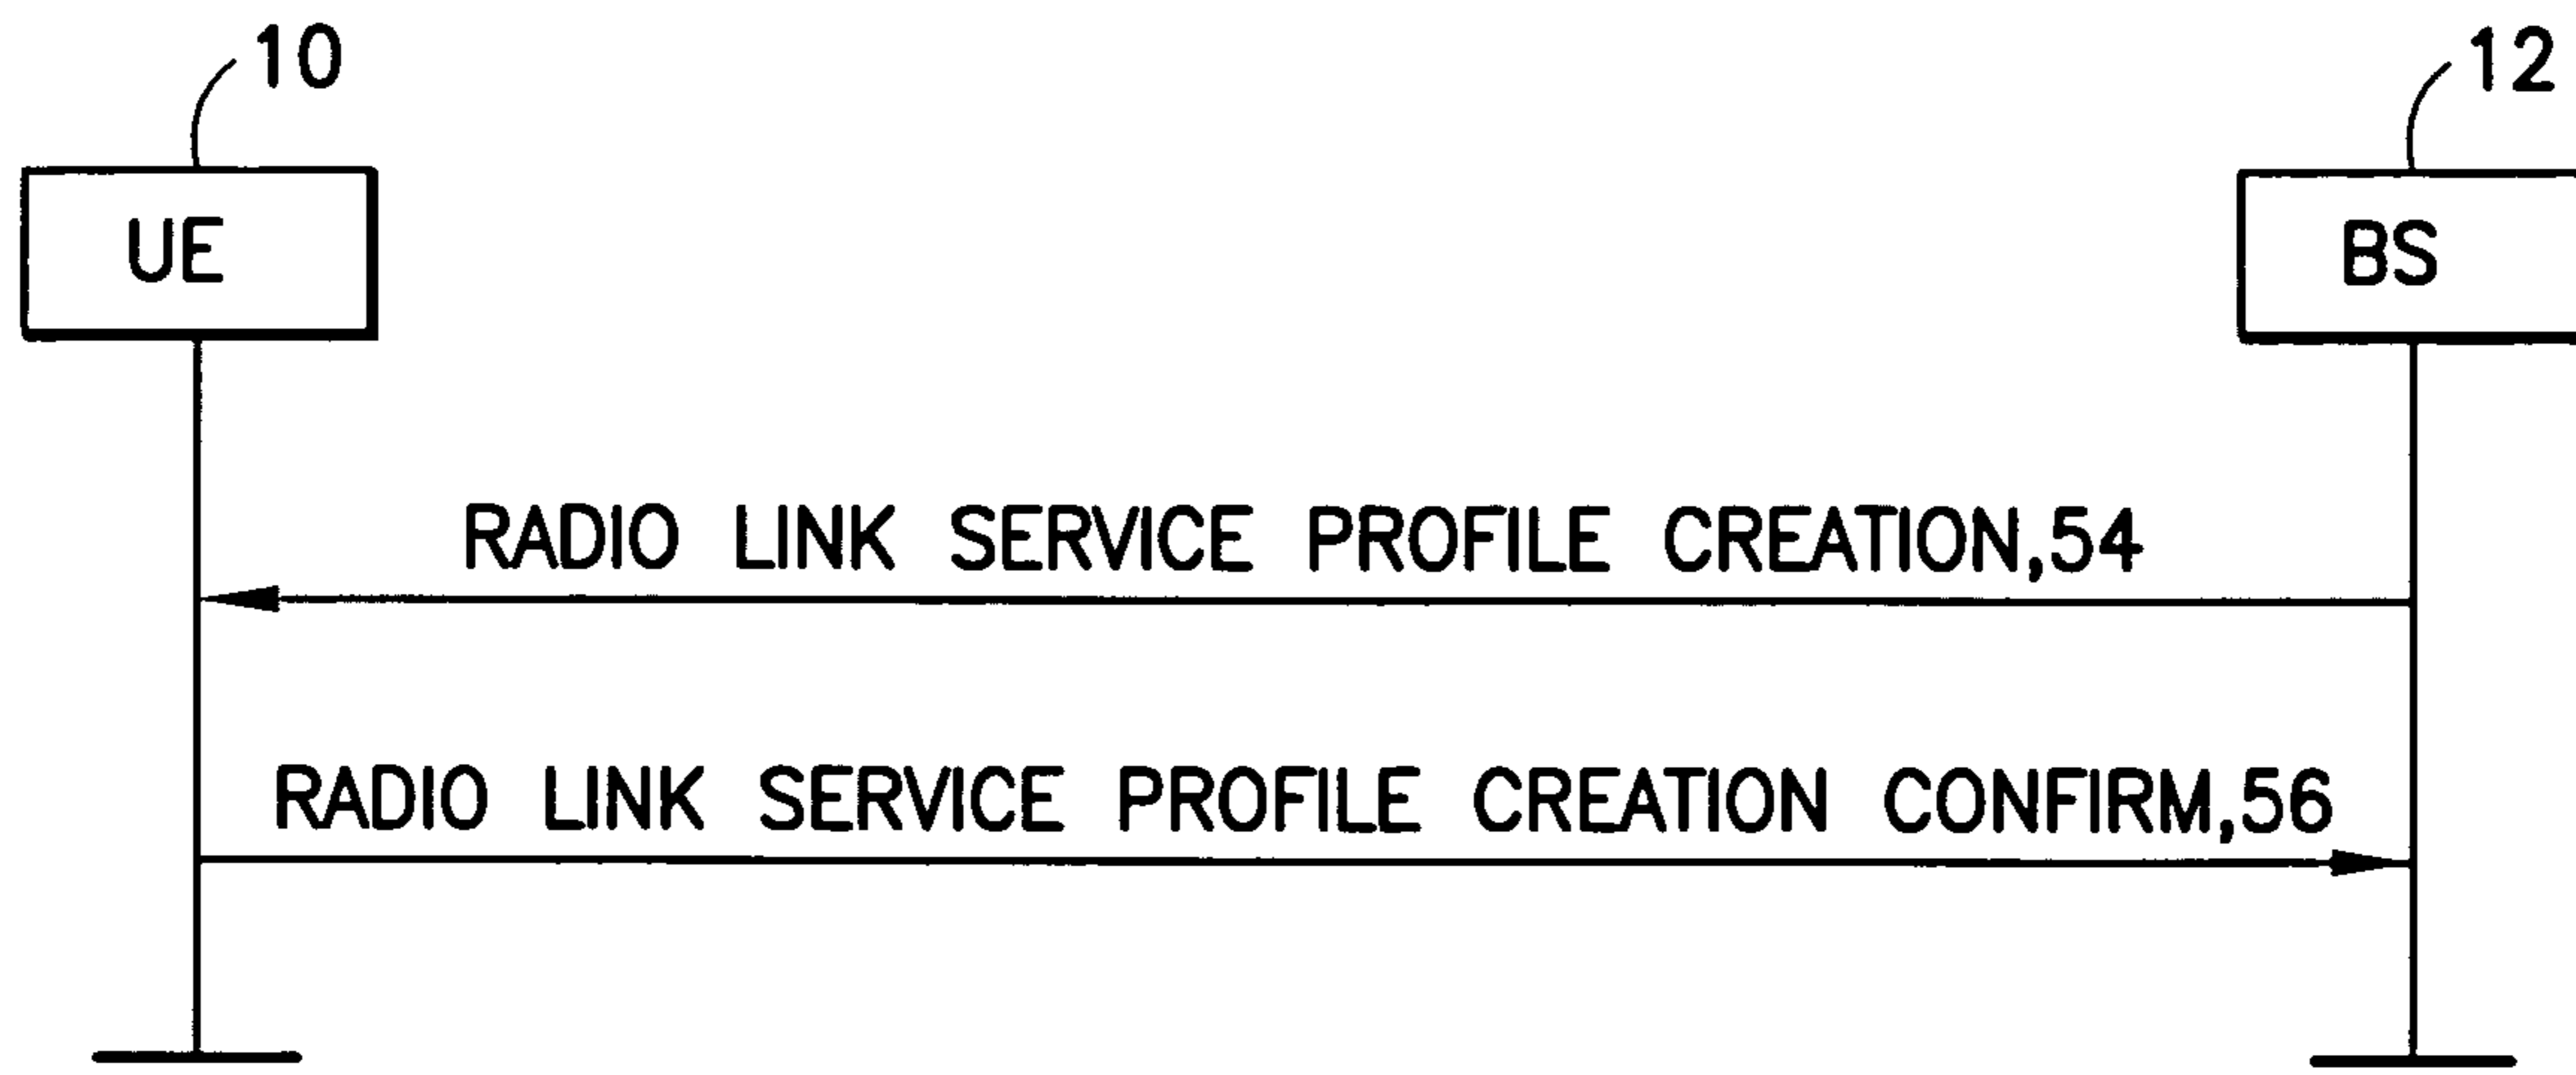 10
12
UE
BS
RADIO LINK SERVICE PROFILE CREATION,54
RADIO LINK SERVICE PROFILE CREATION CONFIRM,56